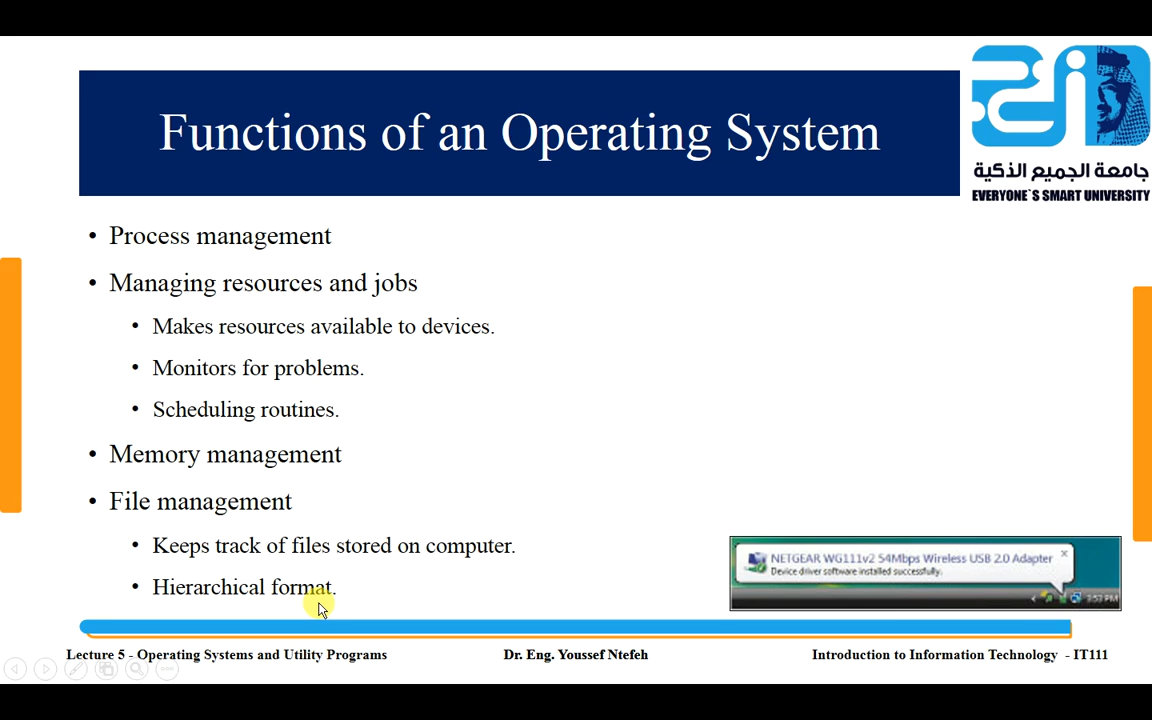 Functions of an Operating System
جامعة الجميع الذكية
EVERYONE`S SMART UNIVERSITY
• Process management
• Managing resources and jobs
• Makes resources available to devices.
• Monitors for problems.
• Scheduling routines.
• Memory management
• File management
• Keeps track of files stored on computer.
• Hierarchical format.
NETGEAR WG111v2 54Mbps Wireless USB 2.0 Adapter
Device driver software installed successfully.
3:53 PM
Lecture 5 - Operating Systems and Utility Programs
Dr. Eng. Youssef Ntefeh
Introduction to Information Technology - IT111